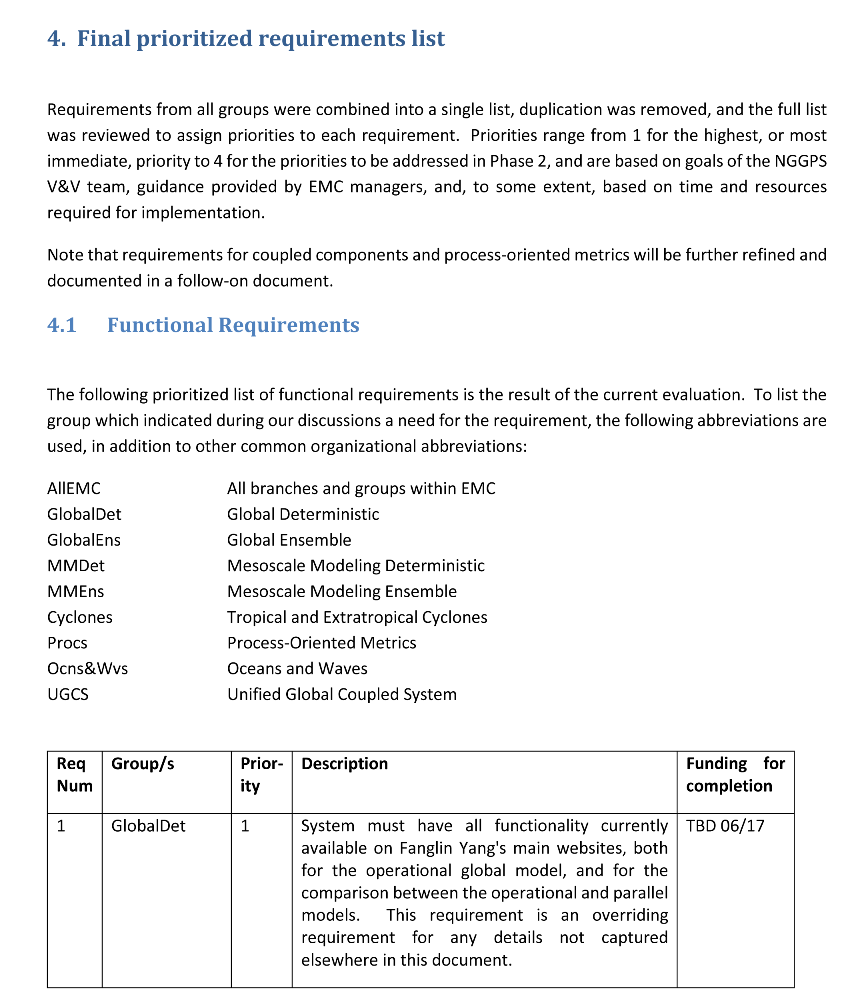 4. Final prioritized requirements list
Requirements from all groups were combined into a single list, duplication was removed, and the full list
was reviewed to assign priorities to each requirement. Priorities range from 1 for the highest, or most
immediate, priority to 4 for the priorities to be addressed in Phase 2, and are based on goals of the NGGPS
V&V team, guidance provided by EMC managers, and, to some extent, based on time and resources
required for implementation.
Note that requirements for coupled components and process-oriented metrics will be further refined and
documented in a follow-on document.
4.1 Functional Requirements
The following prioritized list of functional requirements is the result of the current evaluation. To list the
group which indicated during our discussions a need for the requirement, the following abbreviations are
used, in addition to other common organizational abbreviations:
AllEMC All branches and groups within EMC
GlobalDet Global Deterministic
GlobalEns Global Ensemble
MMDet Mesoscale Modeling Deterministic
MMEns Mesoscale Modeling Ensemble
Cyclones Tropical and Extratropical Cyclones
Procs Process-Oriented Metrics
Ocns&Wvs Oceans and Waves
UGCS Unified Global Coupled System
Req Group/s Prior- Description Funding for
Num ity completion
1 GlobalDet 1 System must have all functionality currently TBD 06/17
available on Fanglin Yang's main websites, both
for the operational global model, and for the
comparison between the operational and parallel
models. This requirement is an overriding
requirement for any details not captured
elsewhere in this document.